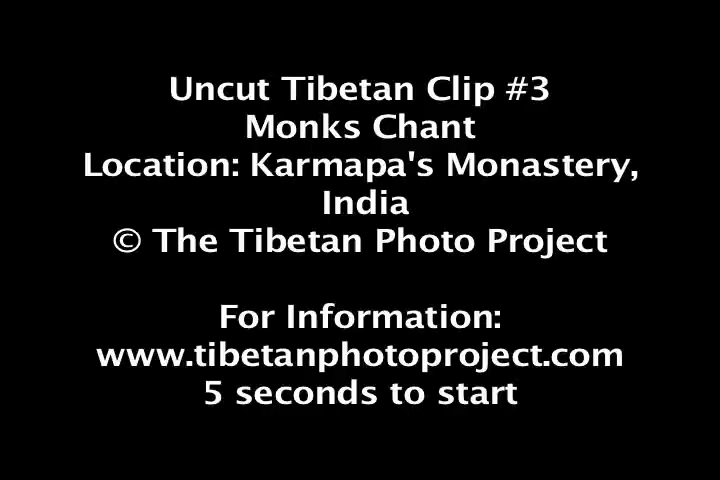 Uncut Tibetan Clip #3
Monks Chant
Location: Karmapa's Monastery,
India
© The Tibetan Photo Project
For Information:
www.tibetanphotoproject.com
5 seconds to start